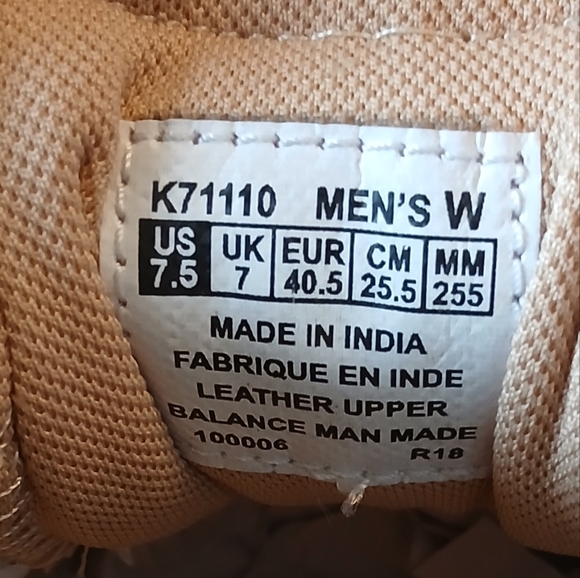 K71110 MEN'S W
US UK EUR CM MM
7.5 7 40.5 25.5 255
MADE IN INDIA
FABRIQUE EN INDE
LEATHER UPPER
BALANCE MAN MADE
100006 R18